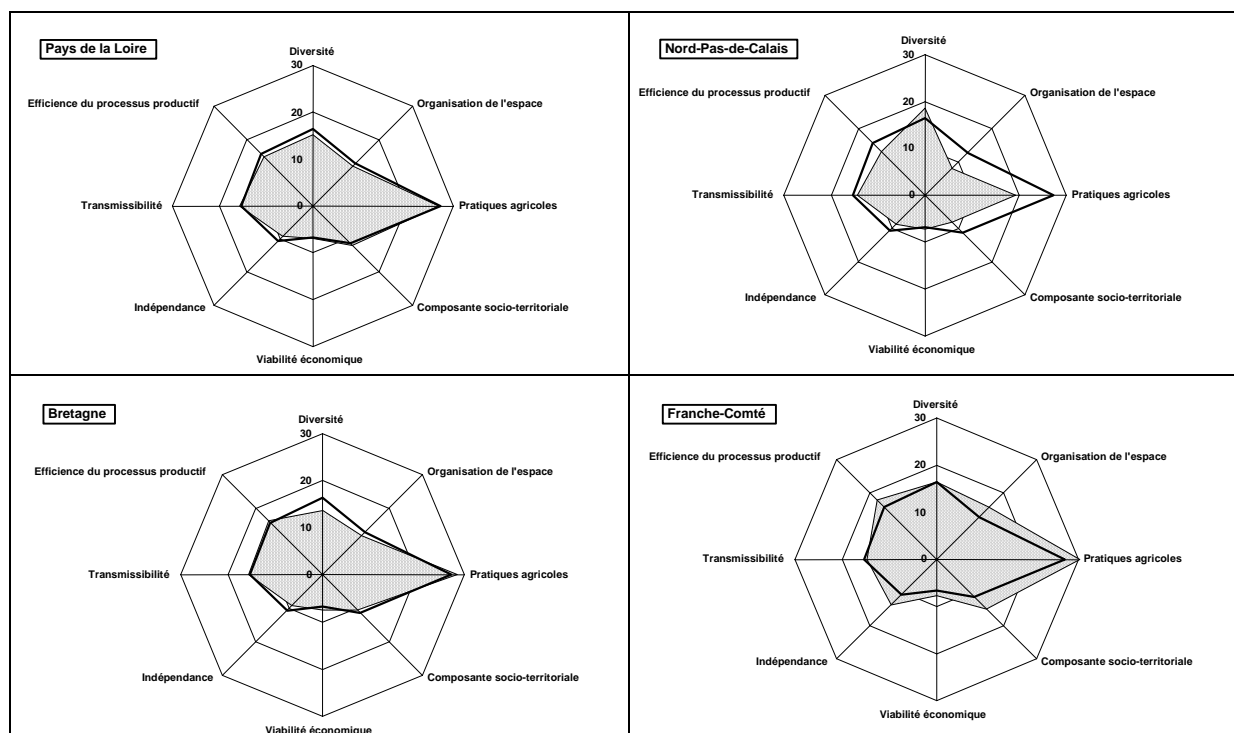 Pays de la Loire
Diversité
30
Efficience du processus productif
Organisation de l'espace
20
10
Transmissibilité
0
Pratiques agricoles
Indépendance
Composante socio-territoriale
Viabilité économique
Nord-Pas-de-Calais
Diversité
30
Efficience du processus productif
Organisation de l'espace
20
10
Transmissibilité
0
Pratiques agricoles
Indépendance
Composante socio-territoriale
Viabilité économique
Bretagne
Diversité
30
Efficience du processus productif
Organisation de l'espace
20
10
Transmissibilité
0
Pratiques agricoles
Indépendance
Composante socio-territoriale
Viabilité économique
Franche-Comté
Diversité
30
Efficience du processus productif
Organisation de l'espace
20
10
Transmissibilité
0
Pratiques agricoles
Indépendance
Composante socio-territoriale
Viabilité économique